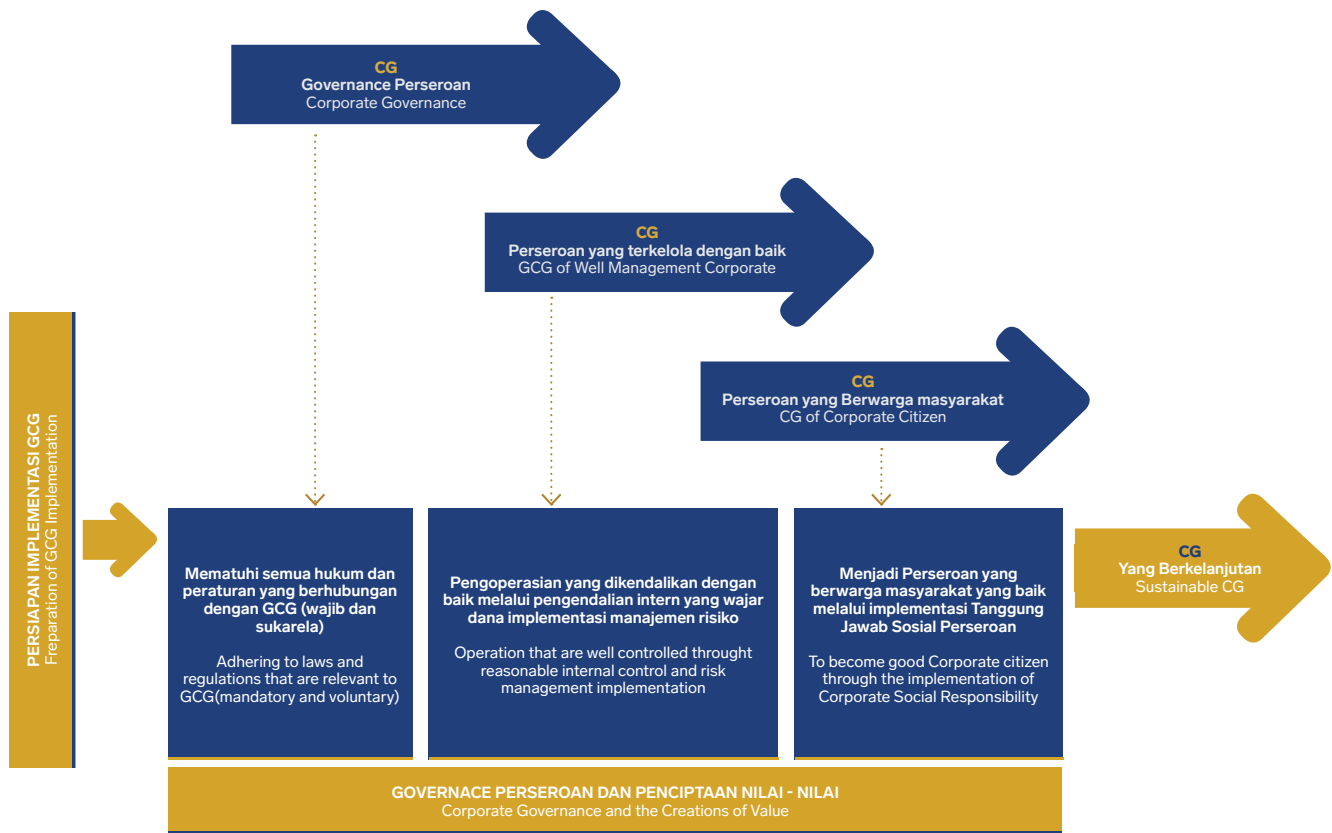 CG
Governance Perseroan
Corporate Governance
CG
Perseroan yang terkelola dengan baik
GCG of Well Management Corporate
CG
Perseroan yang Berwarga masyarakat
CG of Corporate Citizen
PERSIAPAN IMPLEMENTASI GCG
Freparation of GCG Implementation
Mematuhi semua hukum dan
peraturan yang berhubungan
dengan GCG (wajib dan
sukarela)
Adhering to laws and
regulations that are relevant to
GCG(mandatory and voluntary)
Pengoperasian yang dikendalikan dengan
baik melalui pengendalian intern yang wajar
dana implementasi manajemen risiko
Operation that are well controlled throught
reasonable internal control and risk
management implementation
Menjadi Perseroan yang
berwarga masyarakat yang baik
melalui implementasi Tanggung
Jawab Sosial Perseroan
To become good Corporate citizen
through the implementation of
Corporate Social Responsibility
CG
Yang Berkelanjutan
Sustainable CG
GOVERNACE PERSEROAN DAN PENCIPTAAN NILAI - NILAI
Corporate Governance and the Creations of Value